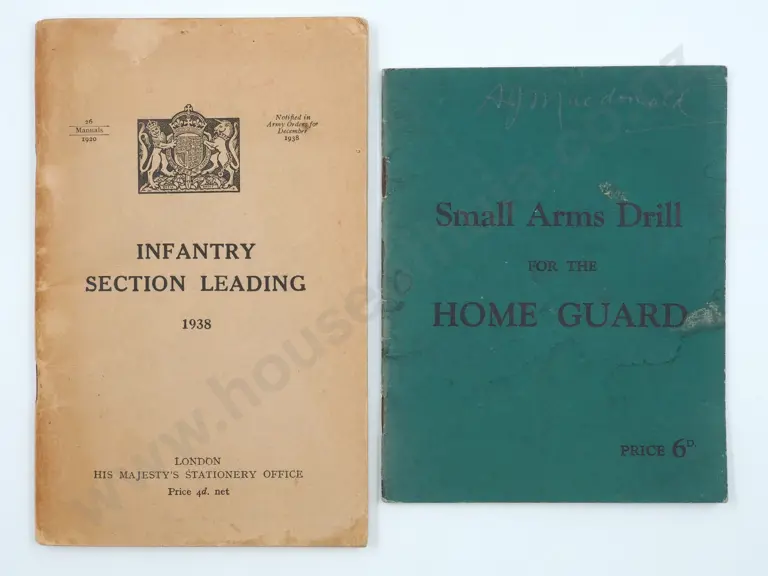 26
Manuals
1920
Notified in
Army Orders for
December
1938
INFANTRY
SECTION LEADING
1938
LONDON
HIS MAJESTY'S STATIONERY OFFICE
Price 4d. net
Small Arms Drill
FOR THE
HOME GUARD
PRICE 6D.